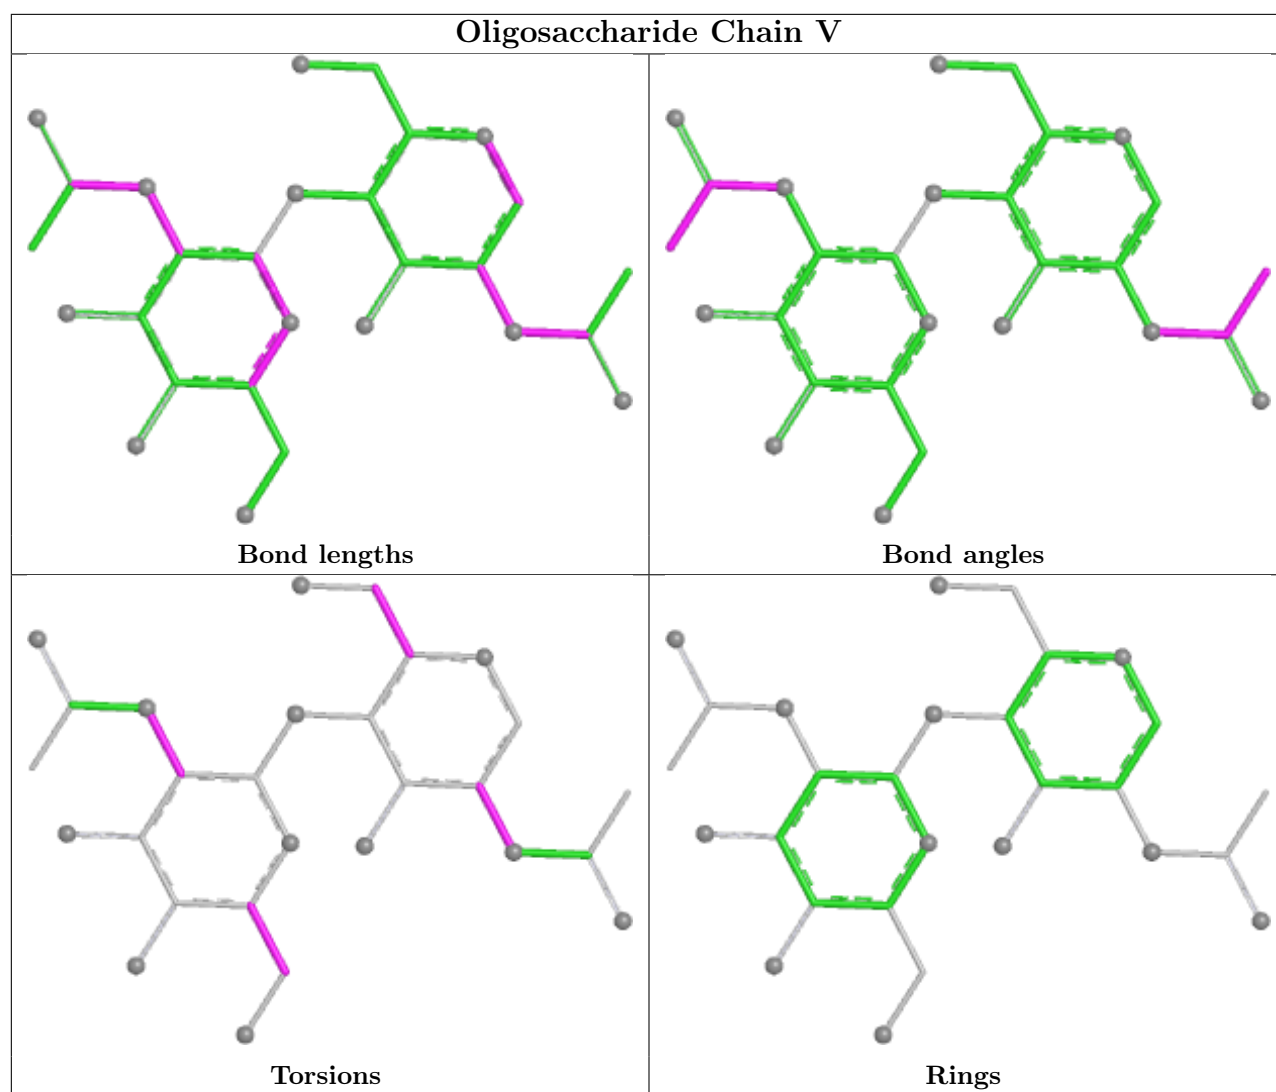 Oligosaccharide Chain V
Bond lengths
Bond angles
Torsions
Rings